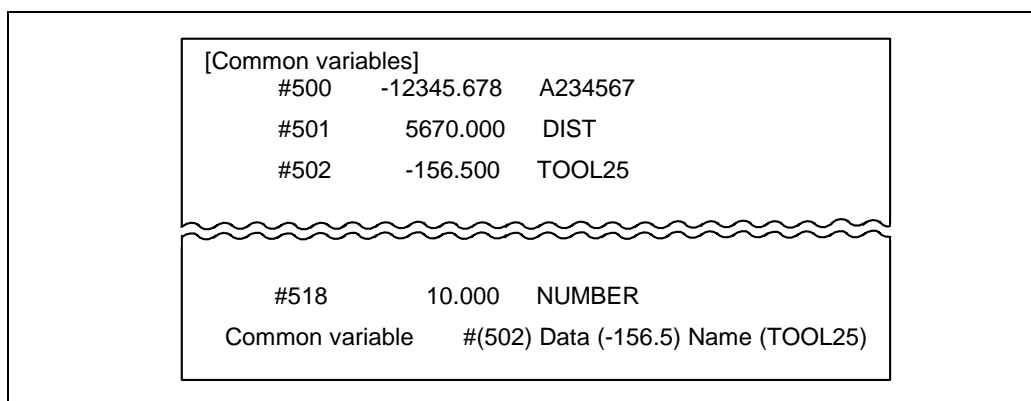 [Common variables]
#500 -12345.678 A234567
#501 5670.000 DIST
#502 -156.500 TOOL25
#518 10.000 NUMBER
Common variable #(502) Data (-156.5) Name (TOOL25)